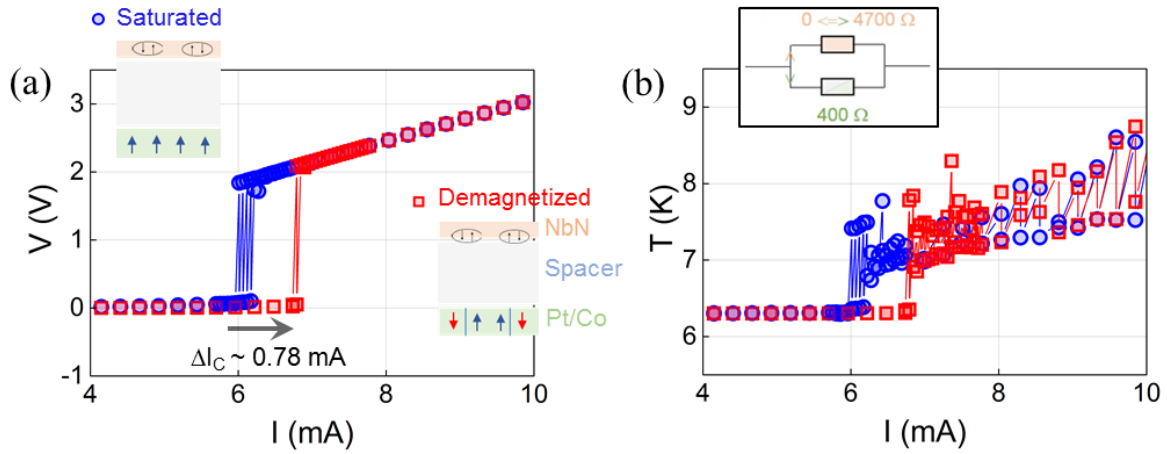 Saturated
(a)
V (V)
3
2
1
0
-1
4
6
8
10
I (mA)
ΔI_C ~ 0.78 mA
Demagnetized
NbN
Spacer
Pt/Co
0 <=> 4700 Ω
400 Ω
(b)
T (K)
9
8
7
6
4
6
8
10
I (mA)